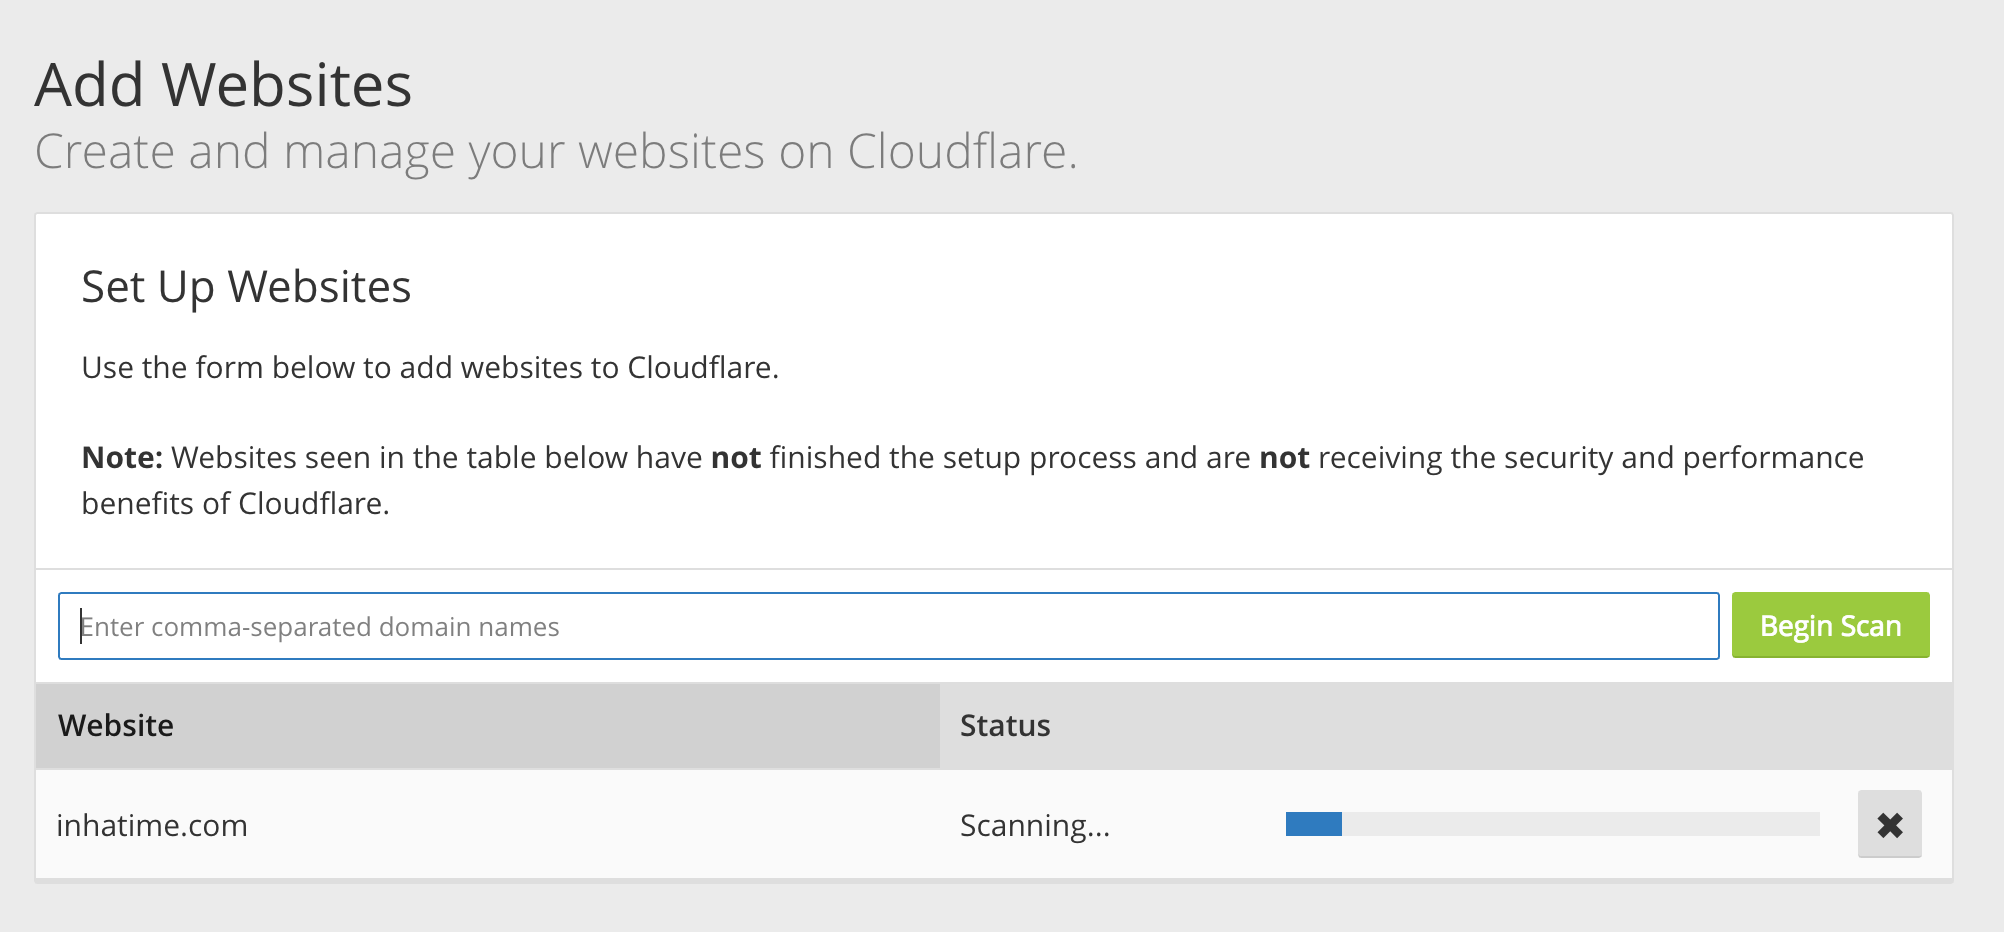 Add Websites
Create and manage your websites on Cloudflare.
Set Up Websites
Use the form below to add websites to Cloudflare.
Note: Websites seen in the table below have not finished the setup process and are not receiving the security and performance
benefits of Cloudflare.
Enter comma-separated domain names
Begin Scan
Website Status
inhatime.com Scanning...